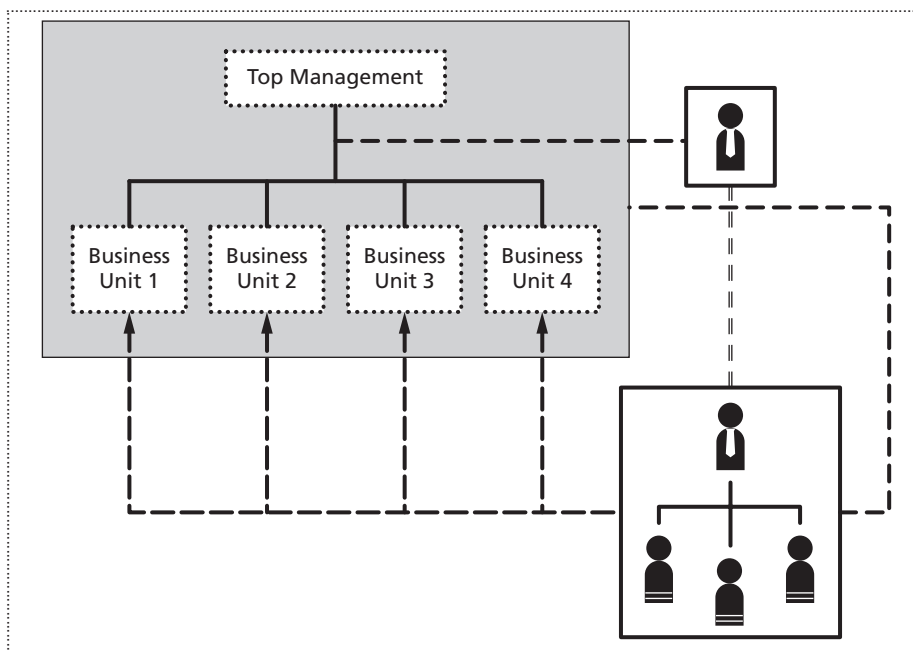 Top Management
Business
Unit 1
Business
Unit 2
Business
Unit 3
Business
Unit 4